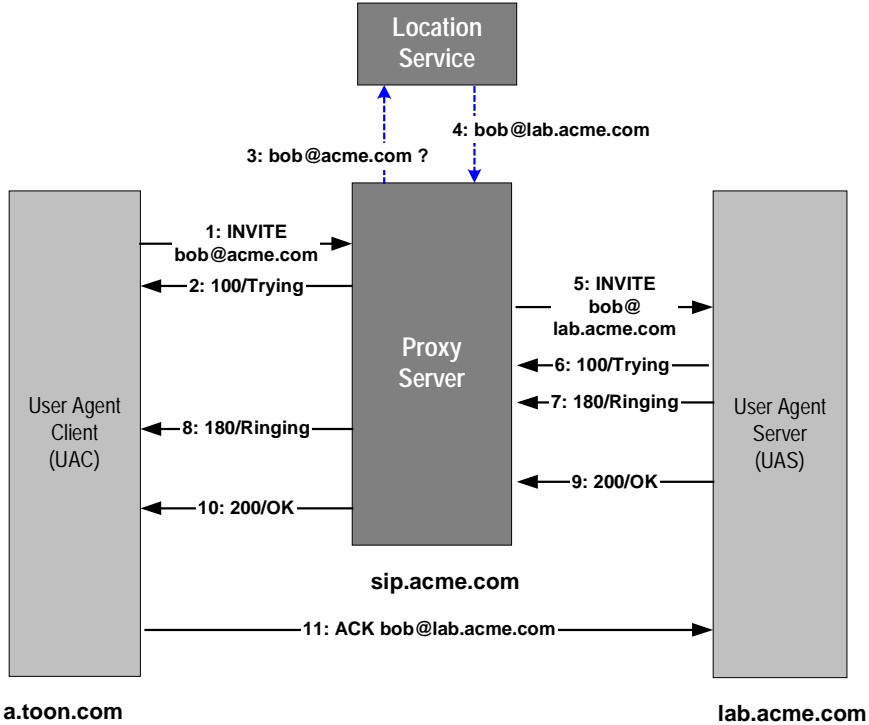 Location
Service
4: bob@lab.acme.com
3: bob@acme.com ?
1: INVITE
bob@acme.com
2: 100/Trying
5: INVITE
bob@
lab.acme.com
Proxy
Server
6: 100/Trying
7: 180/Ringing
User Agent
Client
(UAC)
8: 180/Ringing
User Agent
Server
(UAS)
9: 200/OK
10: 200/OK
sip.acme.com
11: ACK bob@lab.acme.com
a.toon.com
lab.acme.com